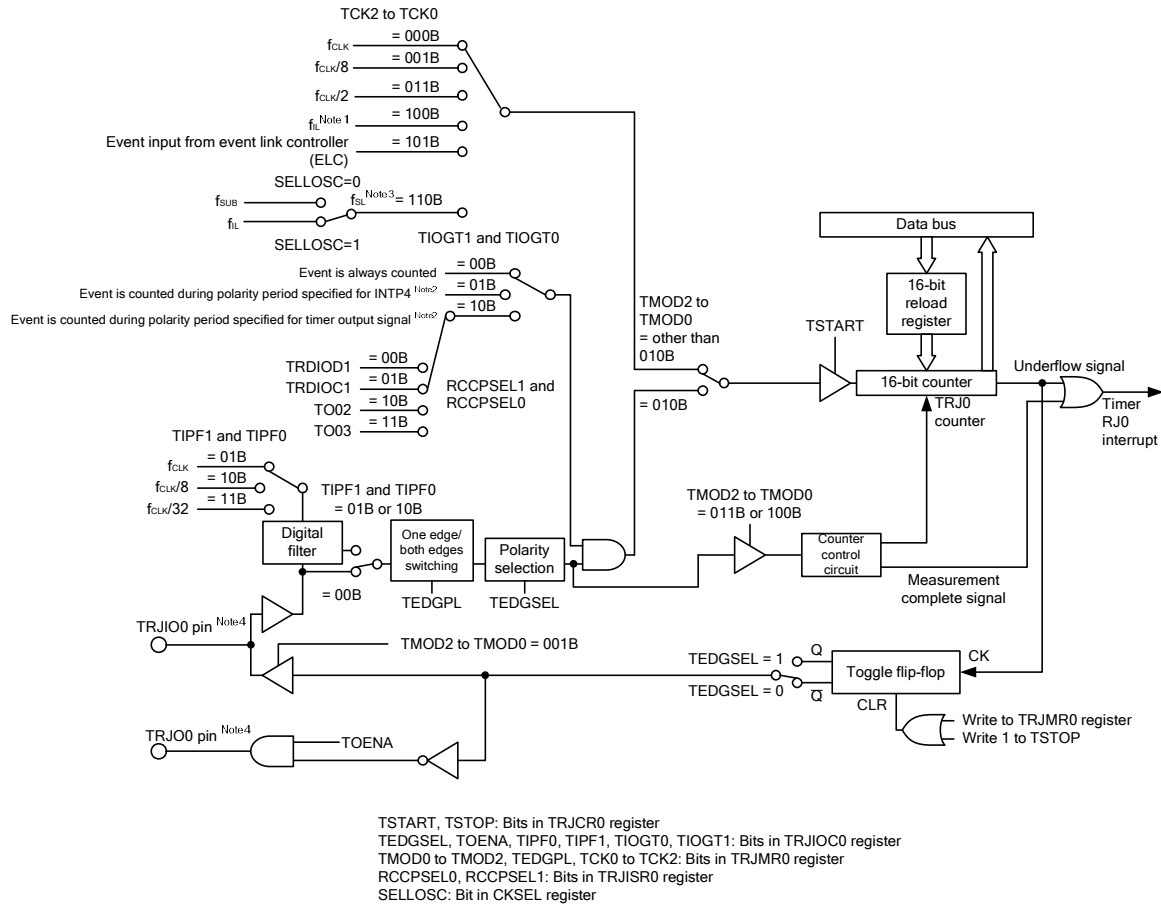 TCK2 to TCK0
fCLK = 000B
fCLK/8 = 001B
fCLK/2 = 011B
fIL Note 1 = 100B
Event input from event link controller
(ELC)
= 101B
SELLOSC=0
fSUB
fSL Note3 = 110B
fIL
SELLOSC=1
TIOGT1 and TIOGT0
Event is always counted = 00B
Event is counted during polarity period specified for INTP4 Note2 = 01B
Event is counted during polarity period specified for timer output signal Note2 = 10B
TRDIOD1 = 00B
TRDIOC1 = 01B
TO02 = 10B
TO03 = 11B
RCCPSEL1 and
RCCPSEL0
TMOD2 to
TMOD0
= other than
010B
= 010B
TSTART
Data bus
16-bit
reload
register
16-bit counter
TRJ0
counter
Underflow signal
Timer
RJ0
interrupt
TIPF1 and TIPF0
fCLK = 01B
fCLK/8 = 10B
fCLK/32 = 11B
TIPF1 and TIPF0
= 01B or 10B
Digital
filter
= 00B
One edge/
both edges
switching
TEDGPL
Polarity
selection
TEDGSEL
TMOD2 to TMOD0
= 011B or 100B
Counter
control
circuit
Measurement
complete signal
TRJIO0 pin Note4
TMOD2 to TMOD0 = 001B
TEDGSEL = 1
Q
TEDGSEL = 0
Q̅
Toggle flip-flop
CK
CLR
Write to TRJMR0 register
Write 1 to TSTOP
TRJO0 pin Note4
TOENA
TSTART, TSTOP: Bits in TRJCR0 register
TEDGSEL, TOENA, TIPF0, TIPF1, TIOGT0, TIOGT1: Bits in TRJIOC0 register
TMOD0 to TMOD2, TEDGPL, TCK0 to TCK2: Bits in TRJMR0 register
RCCPSEL0, RCCPSEL1: Bits in TRJISR0 register
SELLOSC: Bit in CKSEL register